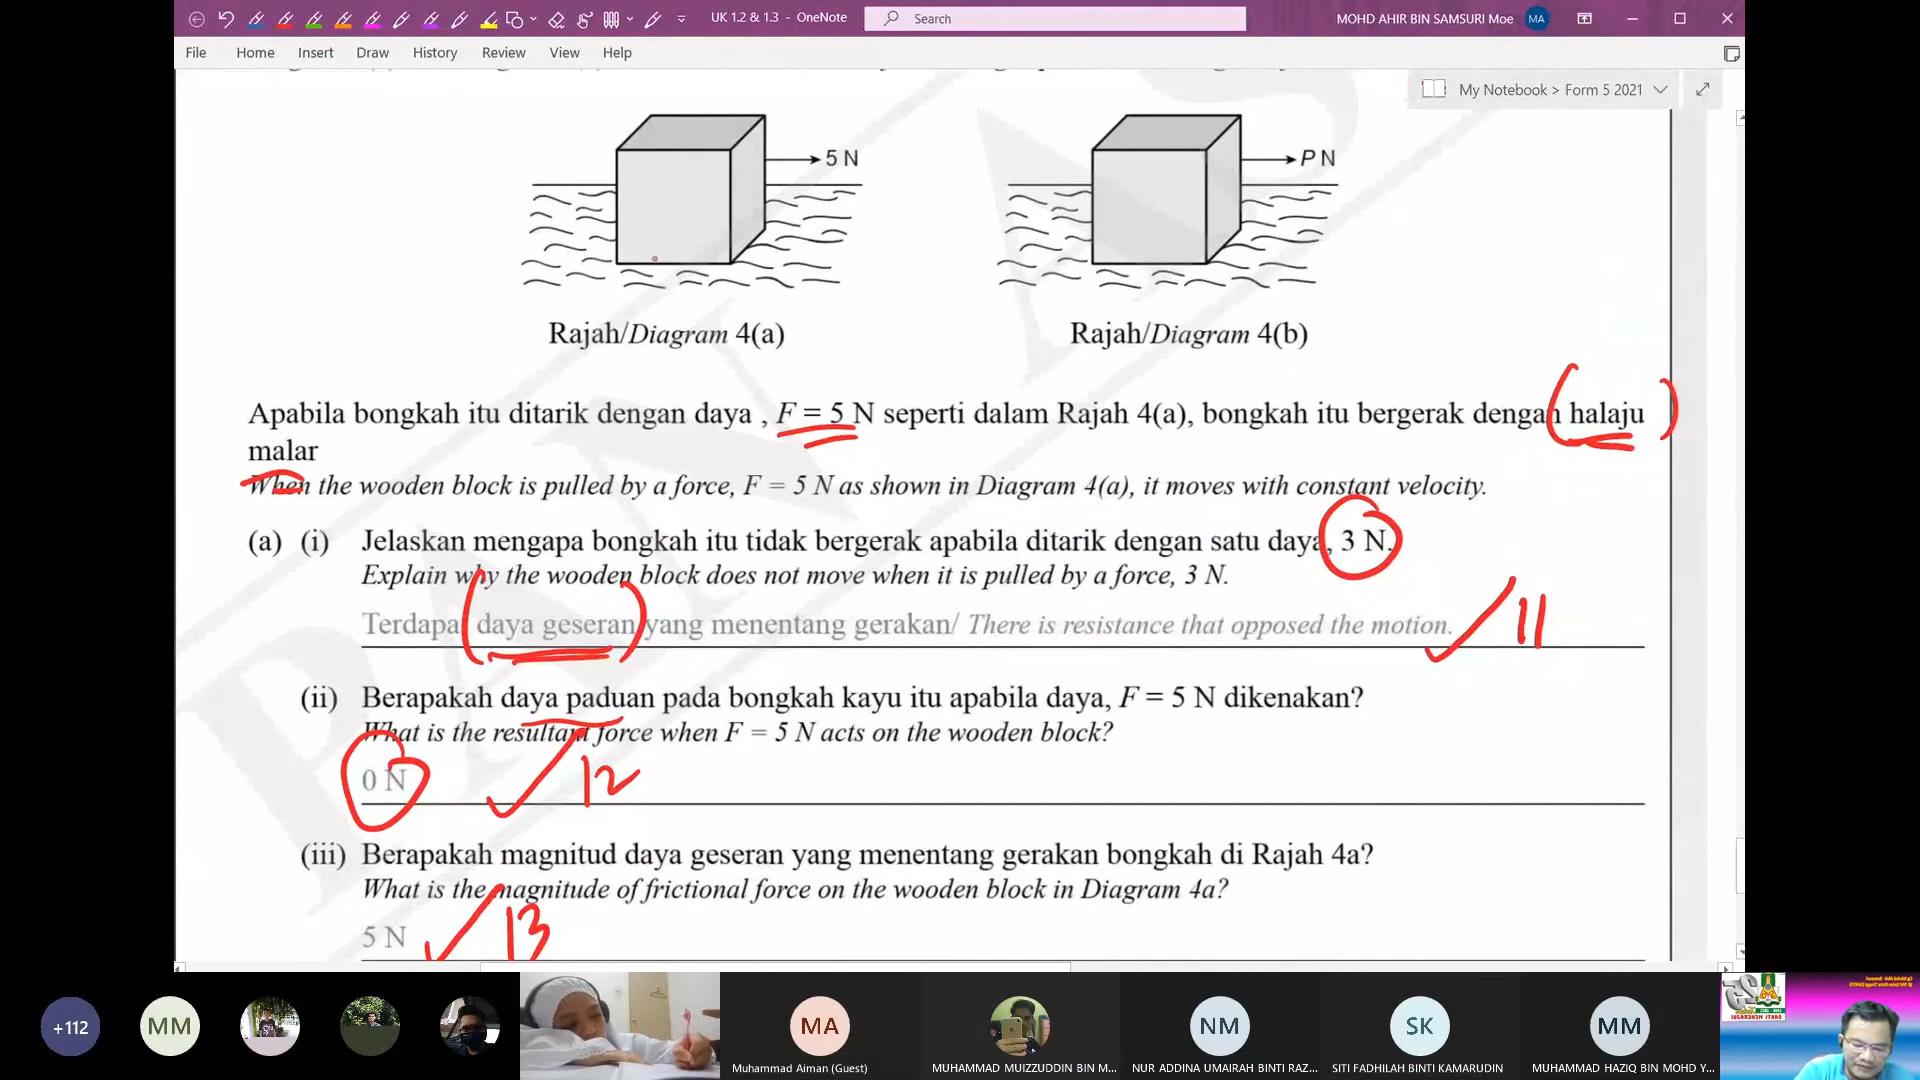 UK 1.2 & 1.3 - OneNote
Search
MOHD AHIR BIN SAMSURI Moe
MA
File Home Insert Draw History Review View Help
My Notebook > Form 5 2021
5 N
P N
Rajah/Diagram 4(a)
Rajah/Diagram 4(b)
Apabila bongkah itu ditarik dengan daya , F = 5 N seperti dalam Rajah 4(a), bongkah itu bergerak dengan halaju
malar
When the wooden block is pulled by a force, F = 5 N as shown in Diagram 4(a), it moves with constant velocity.
(a) (i) Jelaskan mengapa bongkah itu tidak bergerak apabila ditarik dengan satu daya, 3 N.
Explain why the wooden block does not move when it is pulled by a force, 3 N.
Terdapat daya geseran yang menentang gerakan/ There is resistance that opposed the motion.
11
(ii) Berapakah daya paduan pada bongkah kayu itu apabila daya, F = 5 N dikenakan?
What is the resultant force when F = 5 N acts on the wooden block?
0 N
12
(iii) Berapakah magnitud daya geseran yang menentang gerakan bongkah di Rajah 4a?
What is the magnitude of frictional force on the wooden block in Diagram 4a?
5 N
13
+112
MM
MA
NM
SK
MM
Muhammad Aiman (Guest)
MUHAMMAD MUIZZUDDIN BIN M...
NUR ADDINA UMAIRAH BINTI RAZ...
SITI FADHILAH BINTI KAMARUDIN
MUHAMMAD HAZIQ BIN MOHD Y...